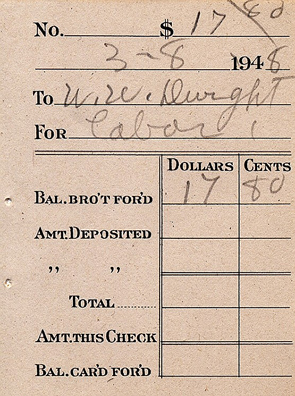 No. $ 17 80
3-8 1948
To W.W. Dwight
For Labor
Dollars Cents
Bal. Bro't For'd 17 80
Amt. Deposited
" "
Total
Amt. This Check
Bal. Car'd For'd